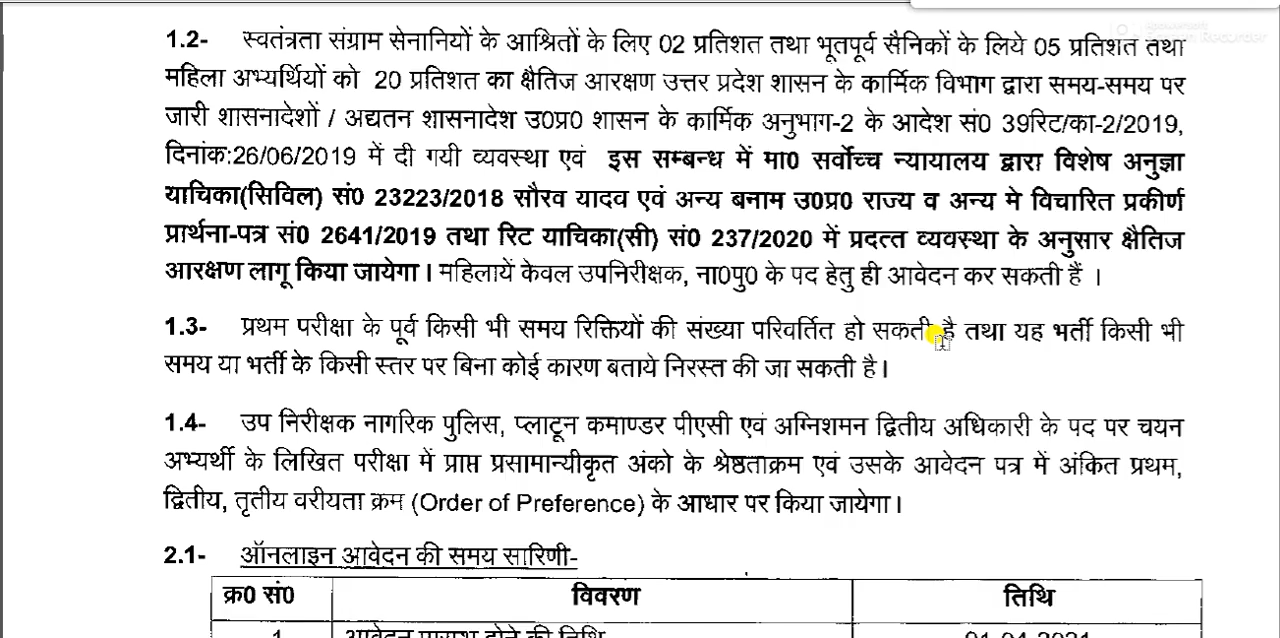 1.2- स्वतंत्रता संग्राम सेनानियों के आश्रितों के लिए 02 प्रतिशत तथा भूतपूर्व सैनिकों के लिये 05 प्रतिशत तथा
महिला अभ्यर्थियों को 20 प्रतिशत का क्षैतिज आरक्षण उत्तर प्रदेश शासन के कार्मिक विभाग द्वारा समय-समय पर
जारी शासनादेशों / अद्यतन शासनादेश उ0प्र0 शासन के कार्मिक अनुभाग-2 के आदेश सं0 39रिट/का-2/2019,
दिनांक:26/06/2019 में दी गयी व्यवस्था एवं इस सम्बन्ध में मा0 सर्वोच्च न्यायालय द्वारा विशेष अनुज्ञा
याचिका(सिविल) सं0 23223/2018 सौरव यादव एवं अन्य बनाम उ0प्र0 राज्य व अन्य मे विचारित प्रकीर्ण
प्रार्थना-पत्र सं0 2641/2019 तथा रिट याचिका(सी) सं0 237/2020 में प्रदत्त व्यवस्था के अनुसार क्षैतिज
आरक्षण लागू किया जायेगा। महिलायें केवल उपनिरीक्षक, ना0पु0 के पद हेतु ही आवेदन कर सकती हैं ।
1.3- प्रथम परीक्षा के पूर्व किसी भी समय रिक्तियों की संख्या परिवर्तित हो सकती है तथा यह भर्ती किसी भी
समय या भर्ती के किसी स्तर पर बिना कोई कारण बताये निरस्त की जा सकती है।
1.4- उप निरीक्षक नागरिक पुलिस, प्लाटून कमाण्डर पीएसी एवं अग्निशमन द्वितीय अधिकारी के पद पर चयन
अभ्यर्थी के लिखित परीक्षा में प्राप्त प्रसामान्यीकृत अंको के श्रेष्ठताक्रम एवं उसके आवेदन पत्र में अंकित प्रथम,
द्वितीय, तृतीय वरीयता क्रम (Order of Preference) के आधार पर किया जायेगा।
2.1- ऑनलाइन आवेदन की समय सारिणी-
क्र0 सं0 विवरण तिथि
1 आवेदन प्रारम्भ होने की तिथि 01.04.2021